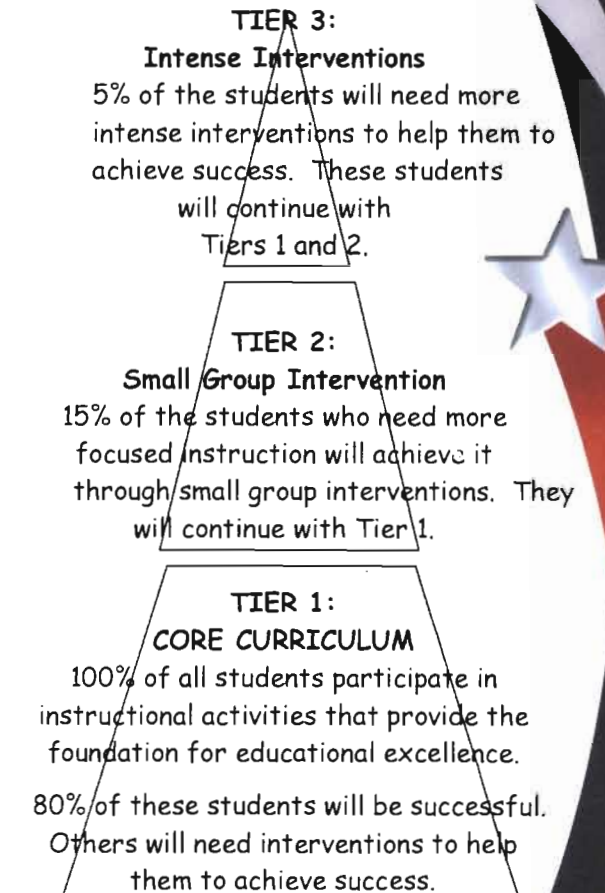 TIER 3:
Intense Interventions
5% of the students will need more
intense interventions to help them to
achieve success.  These students
will continue with
Tiers 1 and 2.
TIER 2:
Small Group Intervention
15% of the students who need more
focused instruction will achieve it
through small group interventions.  They
will continue with Tier 1.
TIER 1:
CORE CURRICULUM
100% of all students participate in
instructional activities that provide the
foundation for educational excellence.
80% of these students will be successful.
Others will need interventions to help
them to achieve success.